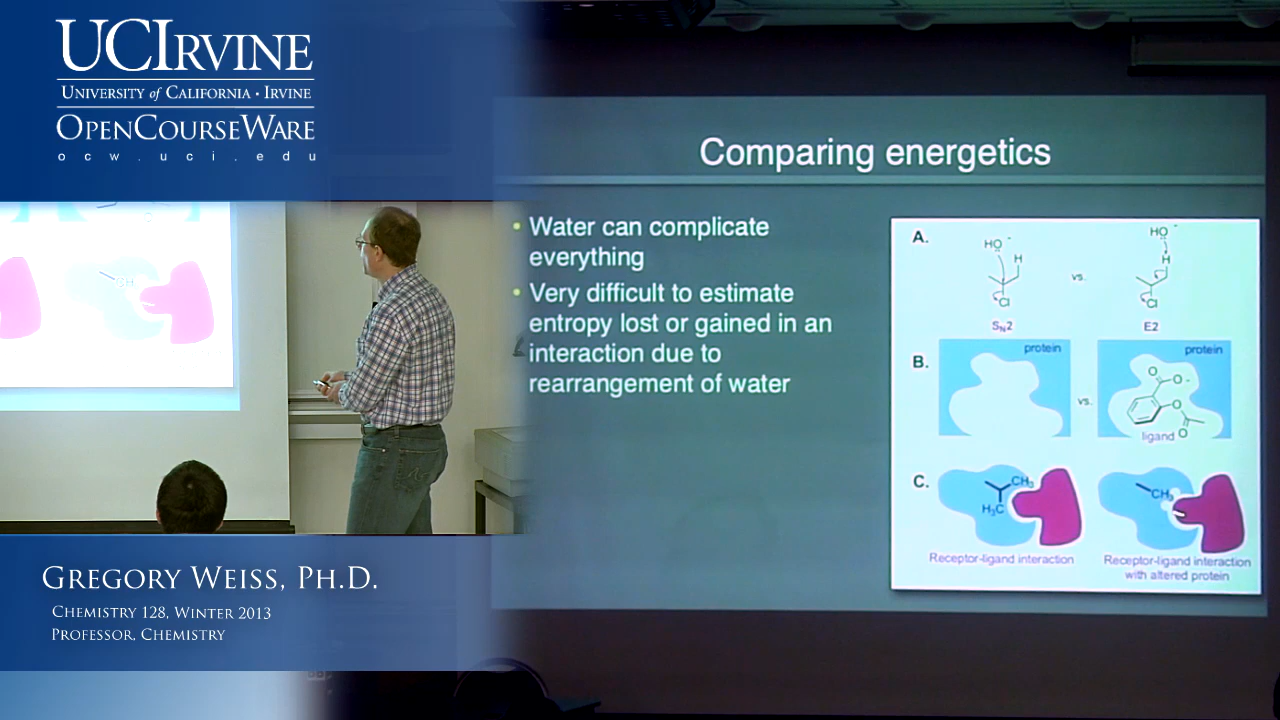 UCIRVINE
UNIVERSITY of CALIFORNIA · IRVINE
OPENCOURSEWARE
ocw.uci.edu
Comparing energetics
• Water can complicate
everything
• Very difficult to estimate
entropy lost or gained in an
interaction due to
rearrangement of water
A.
HO -
H
Cl
SN2
vs.
HO -
H
Cl
E2
B.
protein
vs.
protein
O
O -
O
O
ligand
C.
CH3
H3C
Receptor-ligand interaction
CH3
Receptor-ligand interaction
with altered protein
GREGORY WEISS, PH.D.
CHEMISTRY 128, WINTER 2013
PROFESSOR, CHEMISTRY